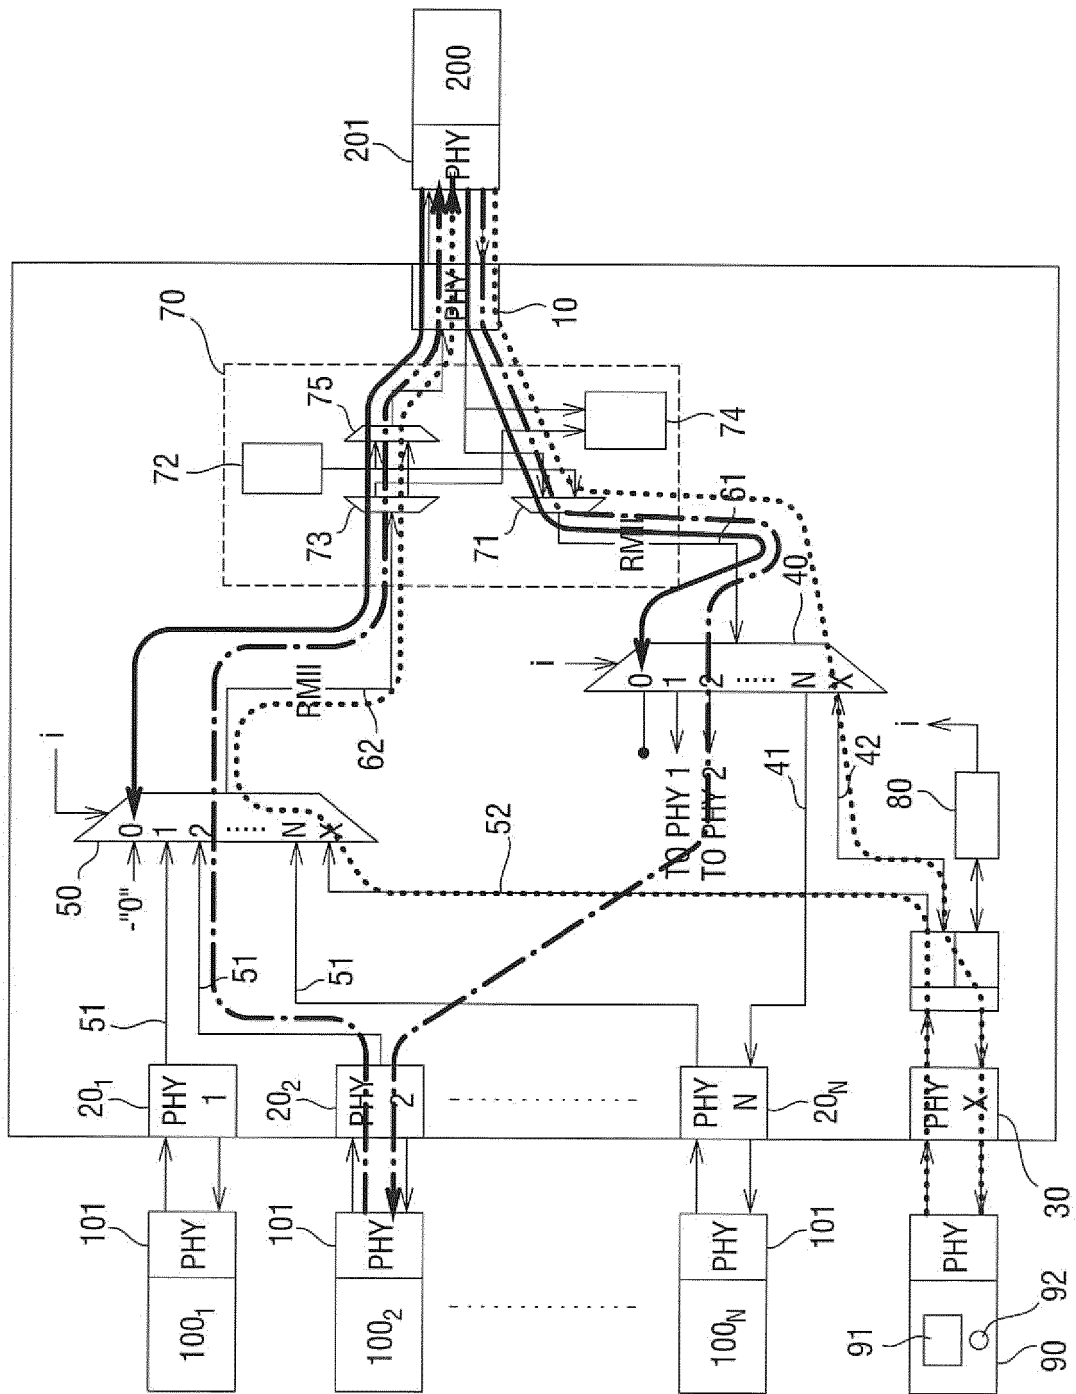 i
50
-"0"
0
1
2
.....
N
X
101
100₁
PHY
20₁
PHY
1
51
51
51
70
72
73
75
201
PHY
200
PHY
10
101
100₂
PHY
20₂
PHY
2
RMII
62
52
71
74
RMII
61
i
40
0
1
2
.....
N
X
TO PHY 1
TO PHY 2
41
42
101
100N
PHY
20N
PHY
N
i
80
91
92
90
PHY
PHY
X
30